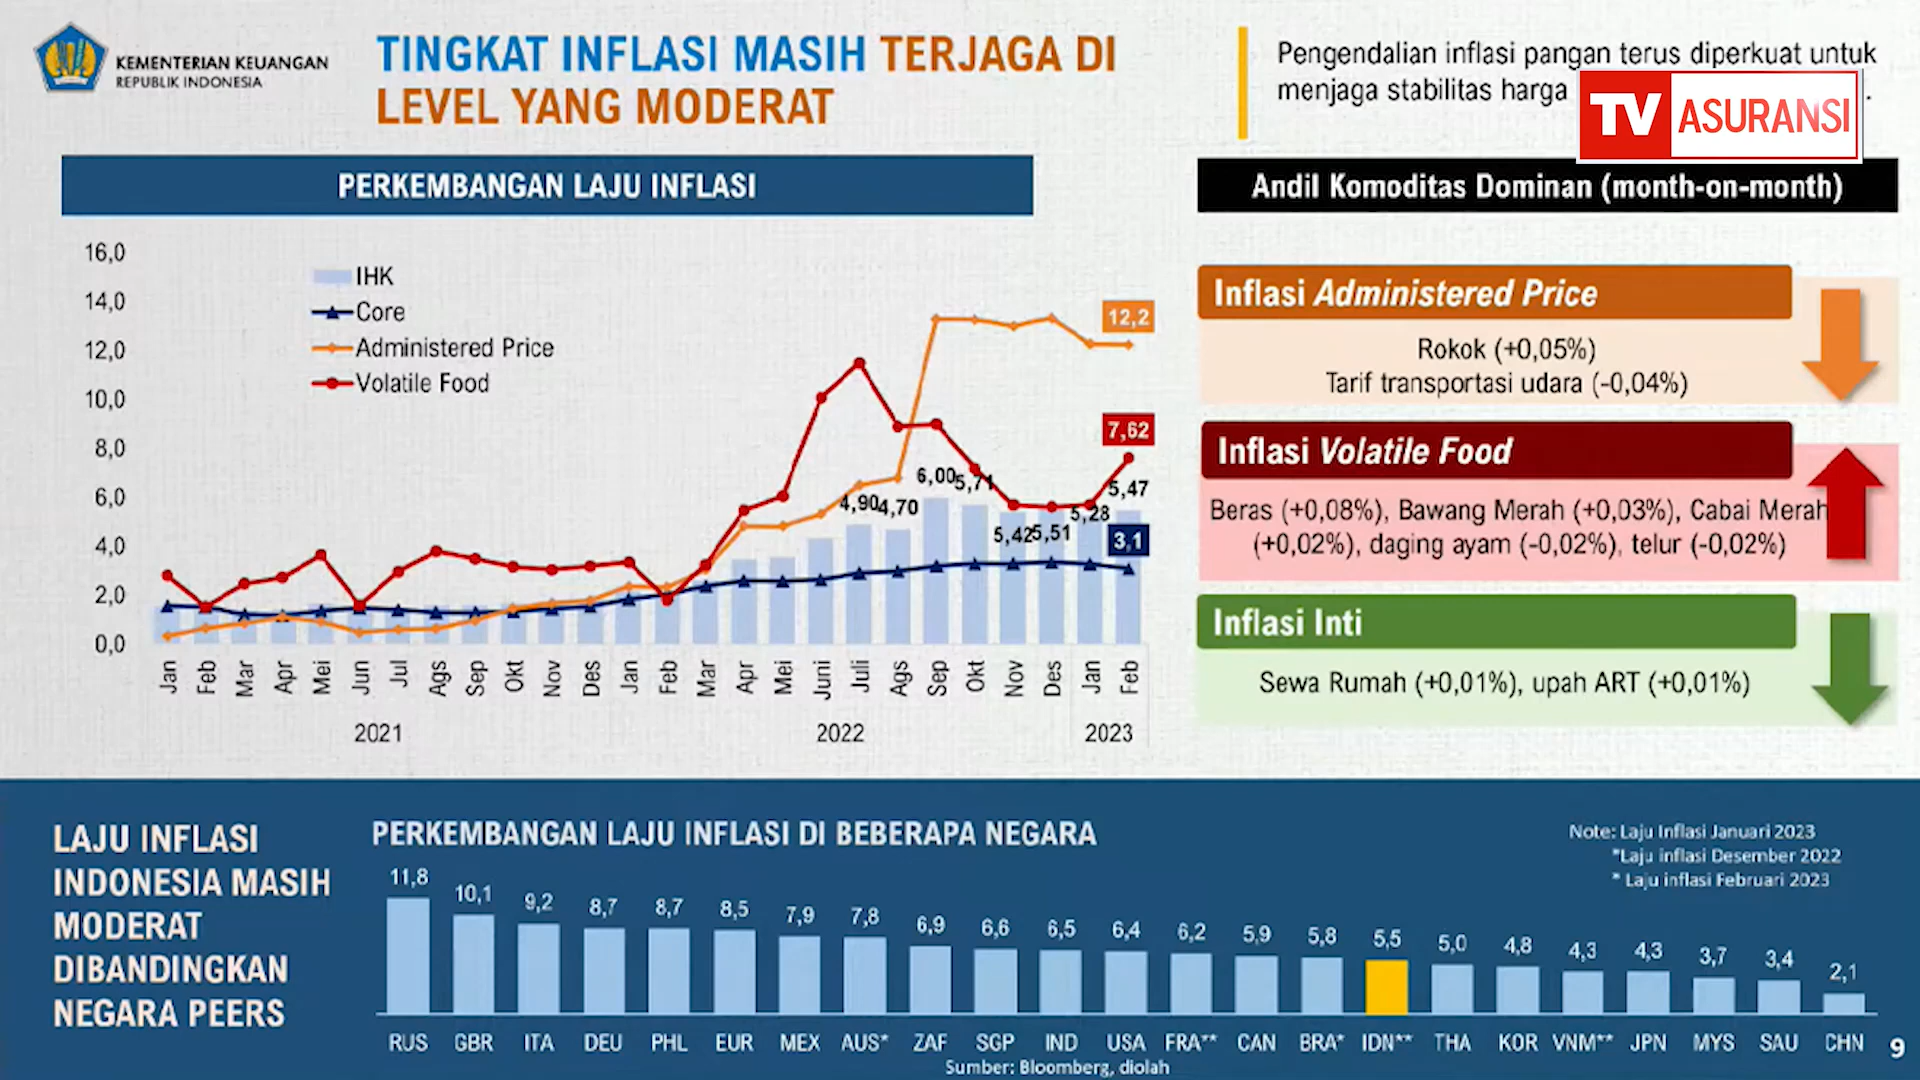 KEMENTERIAN KEUANGAN
REPUBLIK INDONESIA
TINGKAT INFLASI MASIH TERJAGA DI
LEVEL YANG MODERAT
Pengendalian inflasi pangan terus diperkuat untuk
menjaga stabilitas harga .
TV ASURANSI
PERKEMBANGAN LAJU INFLASI
16,0
14,0
12,0
10,0
8,0
6,0
4,0
2,0
0,0
IHK
Core
Administered Price
Volatile Food
12,2
7,62
4,90 4,70 6,00 5,71 5,42 5,51 5,28 5,47
3,1
Jan Feb Mar Apr Mei Jun Jul Ags Sep Okt Nov Des Jan Feb Mar Apr Mei Juni Juli Ags Sep Okt Nov Des Jan Feb
2021 2022 2023
Andil Komoditas Dominan (month-on-month)
Inflasi Administered Price
Rokok (+0,05%)
Tarif transportasi udara (-0,04%)
Inflasi Volatile Food
Beras (+0,08%), Bawang Merah (+0,03%), Cabai Merah
(+0,02%), daging ayam (-0,02%), telur (-0,02%)
Inflasi Inti
Sewa Rumah (+0,01%), upah ART (+0,01%)
LAJU INFLASI
INDONESIA MASIH
MODERAT
DIBANDINGKAN
NEGARA PEERS
PERKEMBANGAN LAJU INFLASI DI BEBERAPA NEGARA
Note: Laju Inflasi Januari 2023
*Laju inflasi Desember 2022
* Laju inflasi Februari 2023
11,8 10,1 9,2 8,7 8,7 8,5 7,9 7,8 6,9 6,6 6,5 6,4 6,2 5,9 5,8 5,5 5,0 4,8 4,3 4,3 3,7 3,4 2,1
RUS GBR ITA DEU PHL EUR MEX AUS* ZAF SGP IND USA FRA** CAN BRA* IDN** THA KOR VNM** JPN MYS SAU CHN
Sumber: Bloomberg, diolah
9